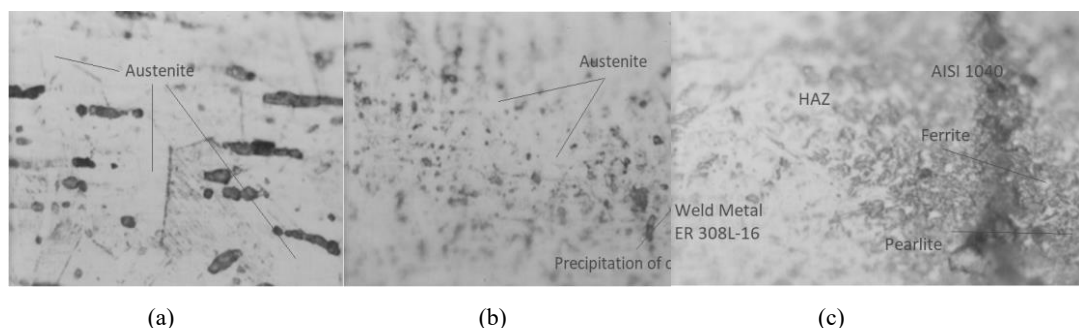 Austenite
Austenite
Precipitation of
AISI 1040
HAZ
Ferrite
Weld Metal
ER 308L-16
Pearlite
(a)
(b)
(c)